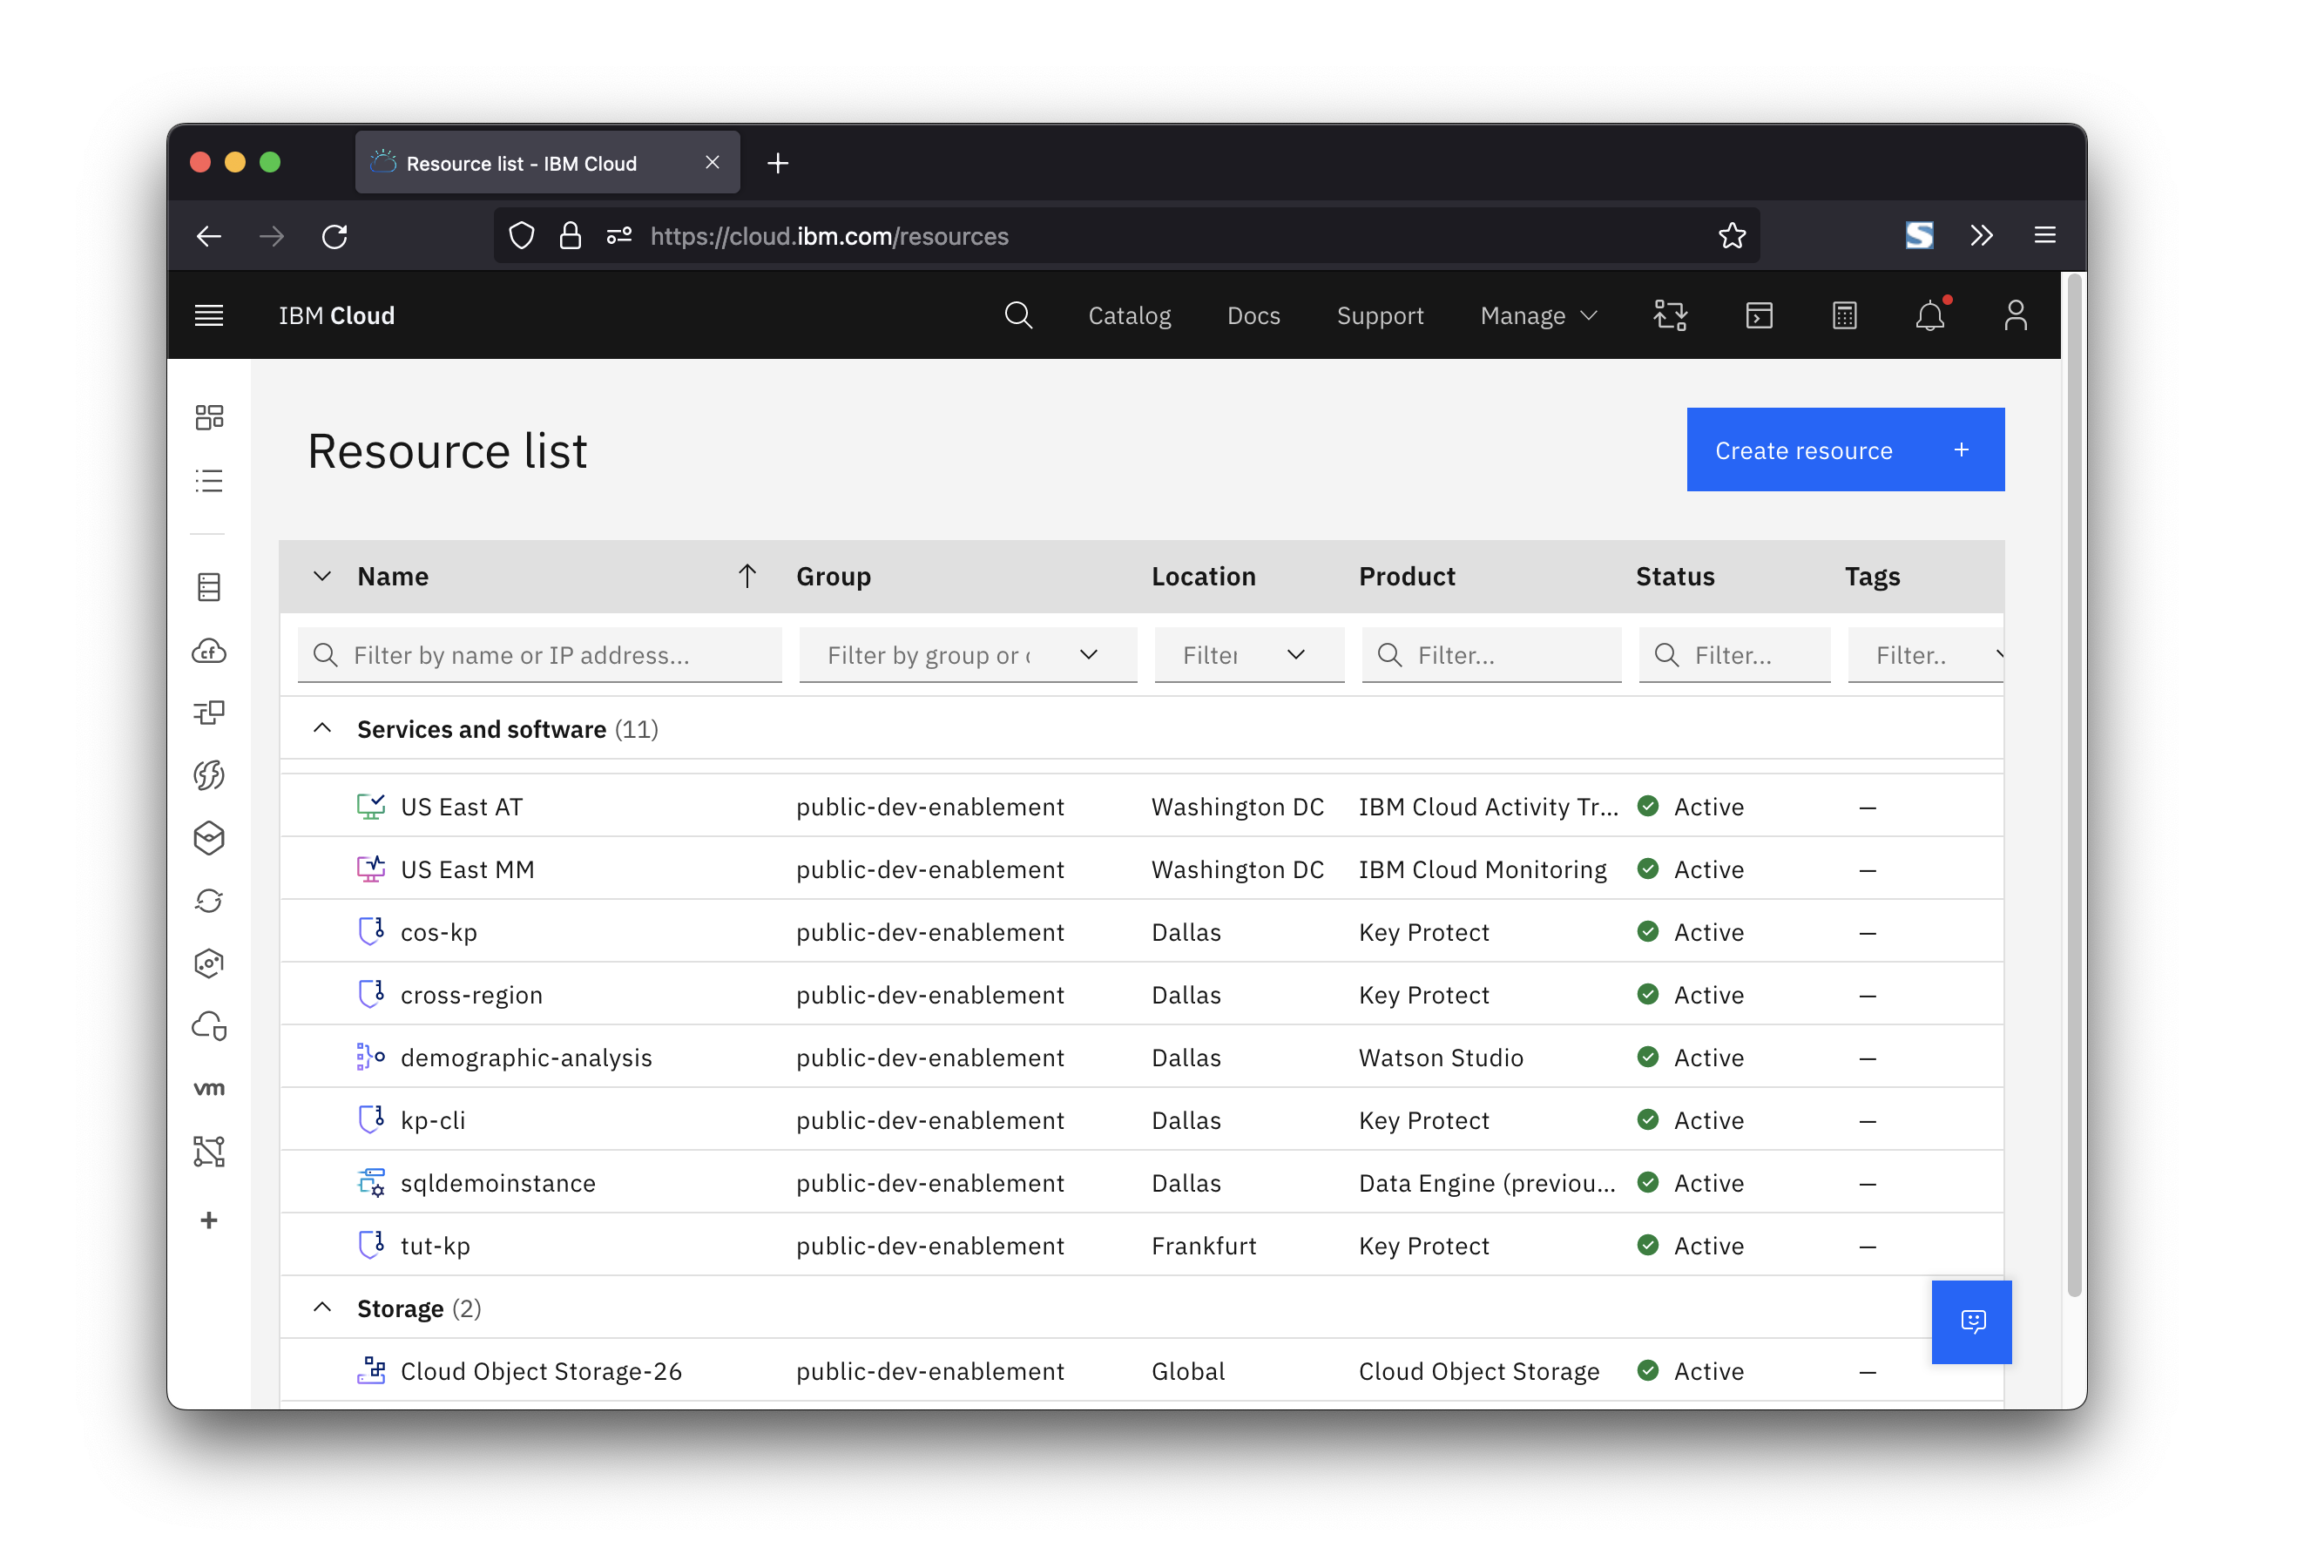 Resource list - IBM Cloud
https://cloud.ibm.com/resources
IBM Cloud Catalog Docs Support Manage
Resource list
Create resource +
Name Group Location Product Status Tags
Filter by name or IP address... Filter by group or Filter Filter... Filter... Filter..
Services and software (11)
US East AT public-dev-enablement Washington DC IBM Cloud Activity Tr... Active –
US East MM public-dev-enablement Washington DC IBM Cloud Monitoring Active –
cos-kp public-dev-enablement Dallas Key Protect Active –
cross-region public-dev-enablement Dallas Key Protect Active –
demographic-analysis public-dev-enablement Dallas Watson Studio Active –
kp-cli public-dev-enablement Dallas Key Protect Active –
sqldemoinstance public-dev-enablement Dallas Data Engine (previou... Active –
tut-kp public-dev-enablement Frankfurt Key Protect Active –
Storage (2)
Cloud Object Storage-26 public-dev-enablement Global Cloud Object Storage Active –
cf
vm